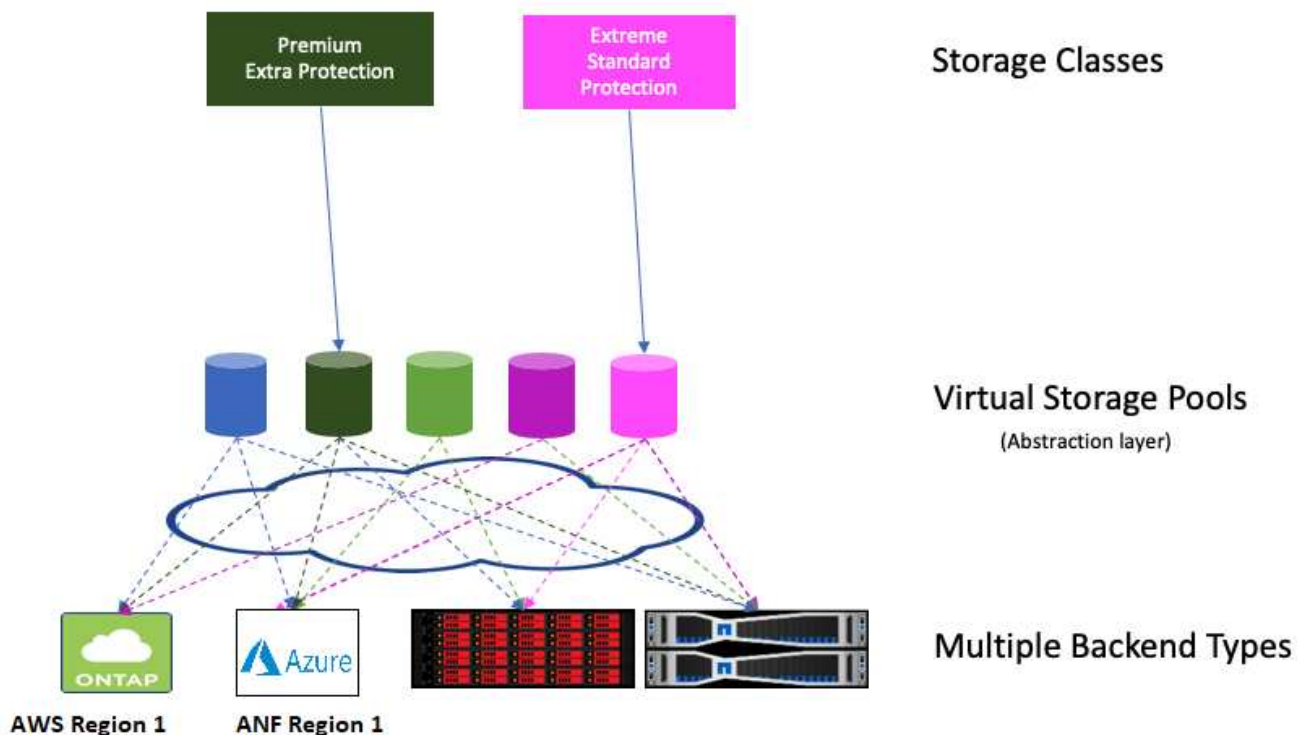 Premium
Extra Protection
Extreme
Standard
Protection
Storage Classes
Virtual Storage Pools
(Abstraction layer)
ONTAP
Azure
Multiple Backend Types
AWS Region 1
ANF Region 1